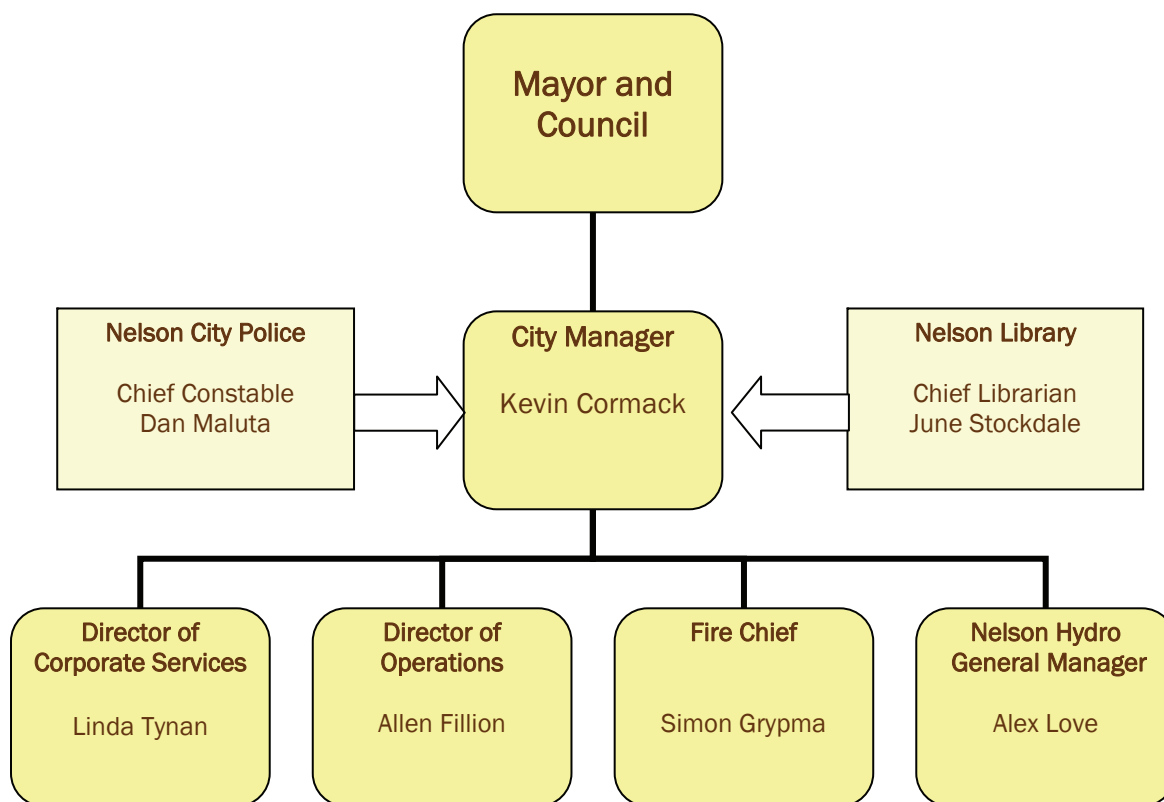 Mayor and
Council
Nelson City Police
Chief Constable
Dan Maluta
City Manager
Kevin Cormack
Nelson Library
Chief Librarian
June Stockdale
Director of
Corporate Services
Linda Tynan
Director of
Operations
Allen Fillion
Fire Chief
Simon Grypma
Nelson Hydro
General Manager
Alex Love